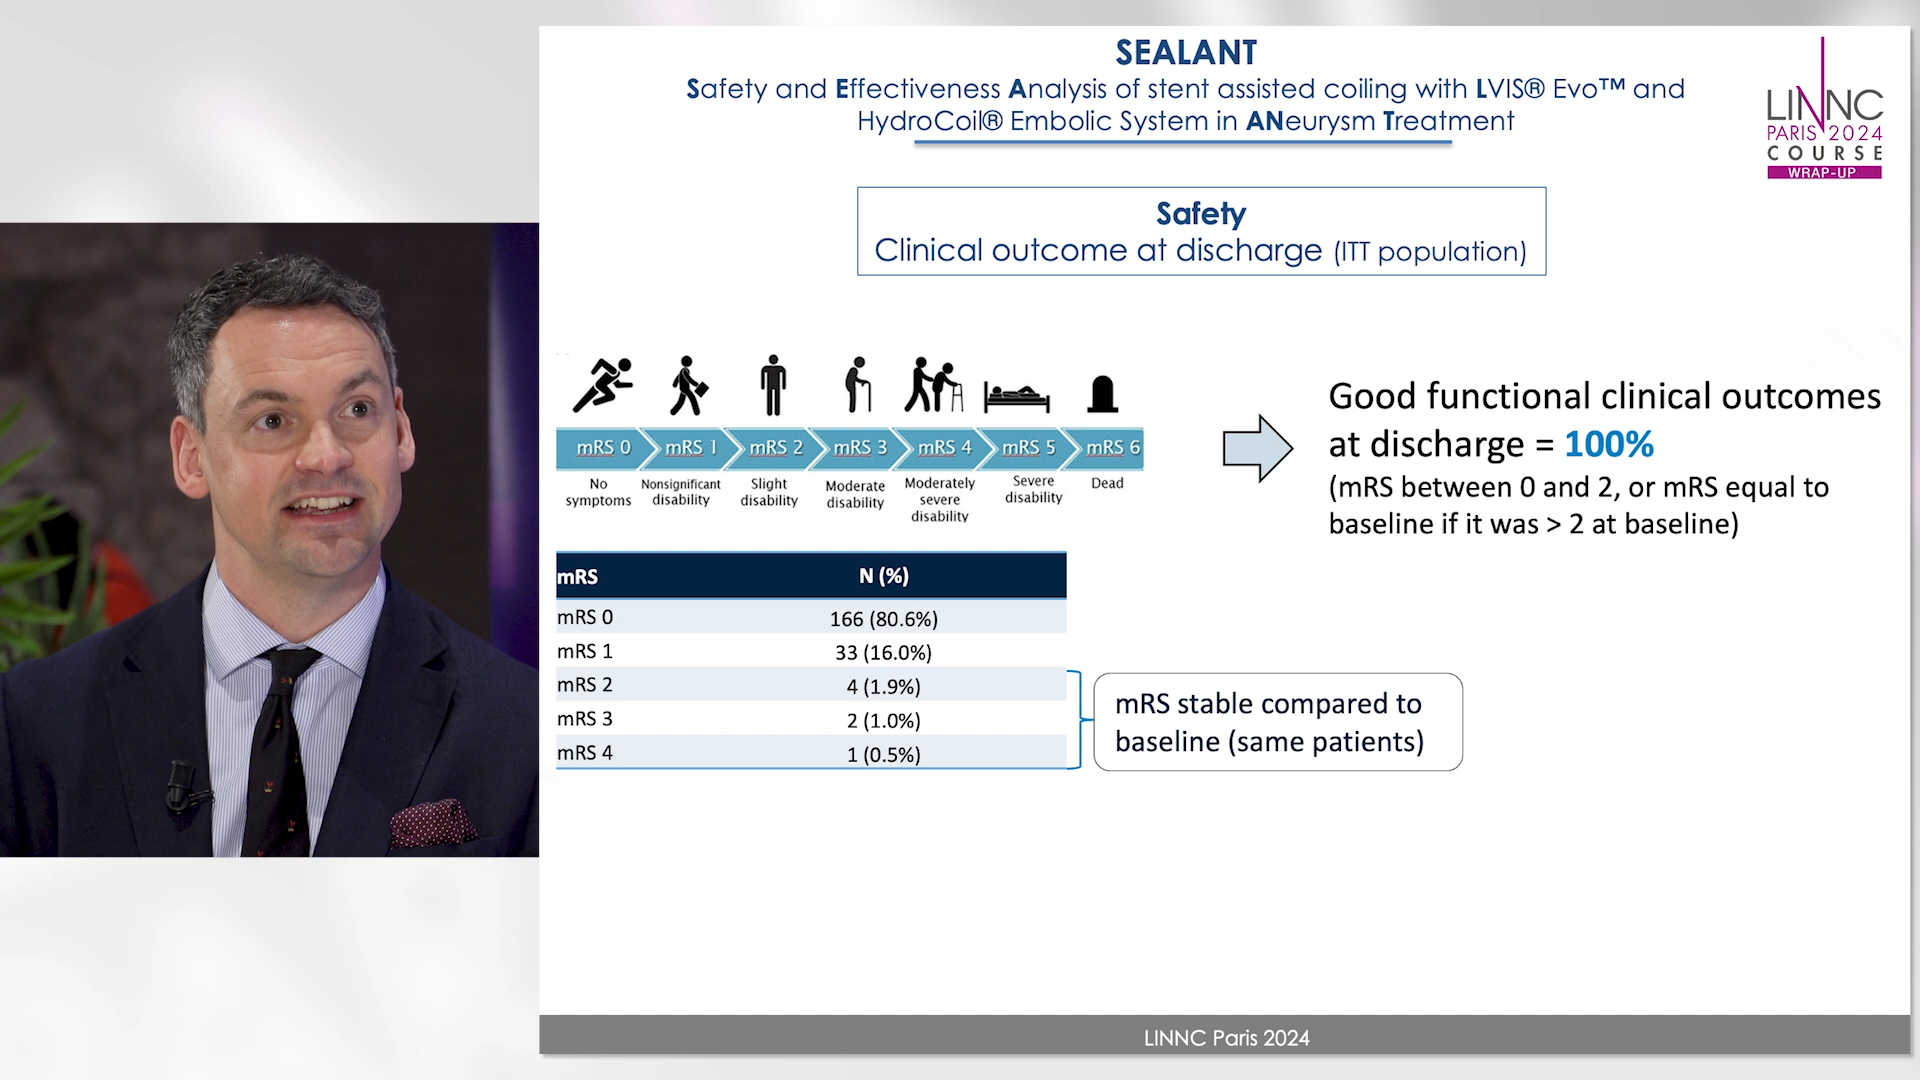 SEALANT
Safety and Effectiveness Analysis of stent assisted coiling with LVIS® Evo™ and
HydroCoil® Embolic System in ANeurysm Treatment
LINNC
PARIS 2024
COURSE
WRAP-UP
Safety
Clinical outcome at discharge (ITT population)
mRS 0 mRS 1 mRS 2 mRS 3 mRS 4 mRS 5 mRS 6
No symptoms
Nonsignificant disability
Slight disability
Moderate disability
Moderately severe disability
Severe disability
Dead
Good functional clinical outcomes
at discharge = 100%
(mRS between 0 and 2, or mRS equal to
baseline if it was > 2 at baseline)
mRS N (%)
mRS 0 166 (80.6%)
mRS 1 33 (16.0%)
mRS 2 4 (1.9%)
mRS 3 2 (1.0%)
mRS 4 1 (0.5%)
mRS stable compared to
baseline (same patients)
LINNC Paris 2024